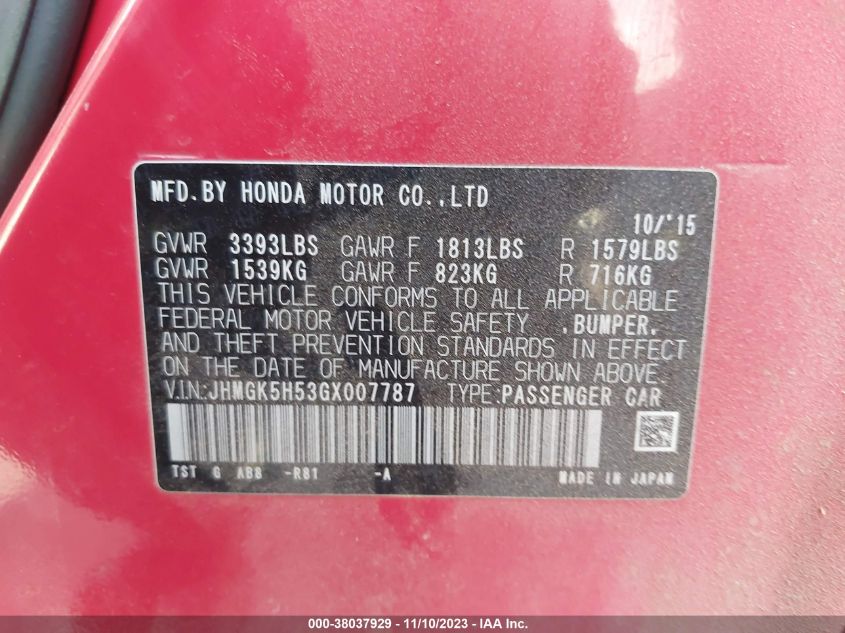 MFD.BY HONDA MOTOR CO.,LTD
10/'15
GVWR 3393LBS GAWR F 1813LBS R 1579LBS
GVWR 1539KG GAWR F 823KG R 716KG
THIS VEHICLE CONFORMS TO ALL APPLICABLE
FEDERAL MOTOR VEHICLE SAFETY ,BUMPER,
AND THEFT PREVENTION STANDARDS IN EFFECT
ON THE DATE OF MANUFACTURE SHOWN ABOVE.
V.IN:JHMGK5H53GX007787 TYPE:PASSENGER CAR
TST G ABB -R81 -A MADE IN JAPAN
000-38037929 - 11/10/2023 - IAA Inc.